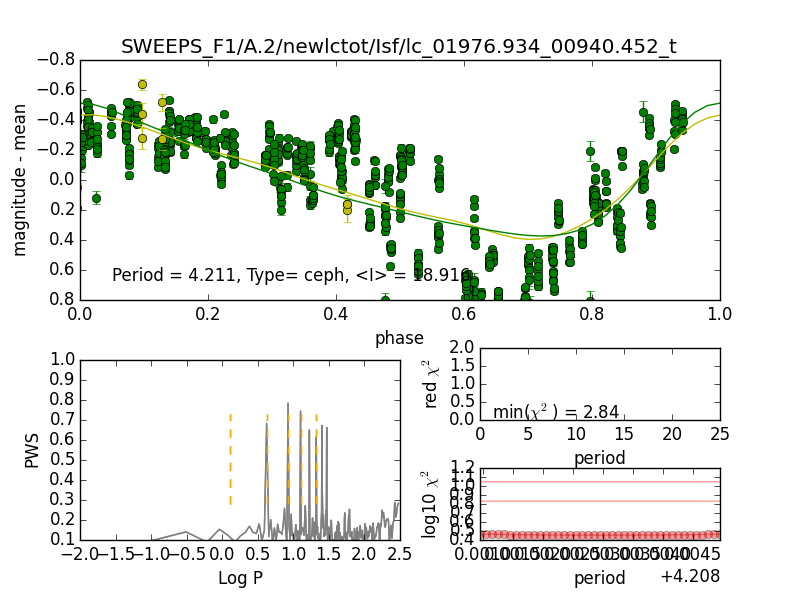 SWEEPS_F1/A.2/newlctot/Isf/lc_01976.934_00940.452_t
magnitude - mean
−0.8
−0.6
−0.4
−0.2
0.0
0.2
0.4
0.6
0.8
Period = 4.211, Type= ceph, <I> = 18.916
0.0 0.2 0.4 0.6 0.8 1.0
phase
PWS
1.0
0.9
0.8
0.7
0.6
0.5
0.4
0.3
0.2
0.1
−2.0 −1.5 −1.0 −0.5 0.0 0.5 1.0 1.5 2.0 2.5
Log P
red χ²
2.0
1.5
1.0
0.5
0.0
min(χ² ) = 2.84
0 5 10 15 20 25
period
log10 χ²
1.2
1.1
1.0
0.9
0.8
0.7
0.6
0.5
0.4
period
+4.208